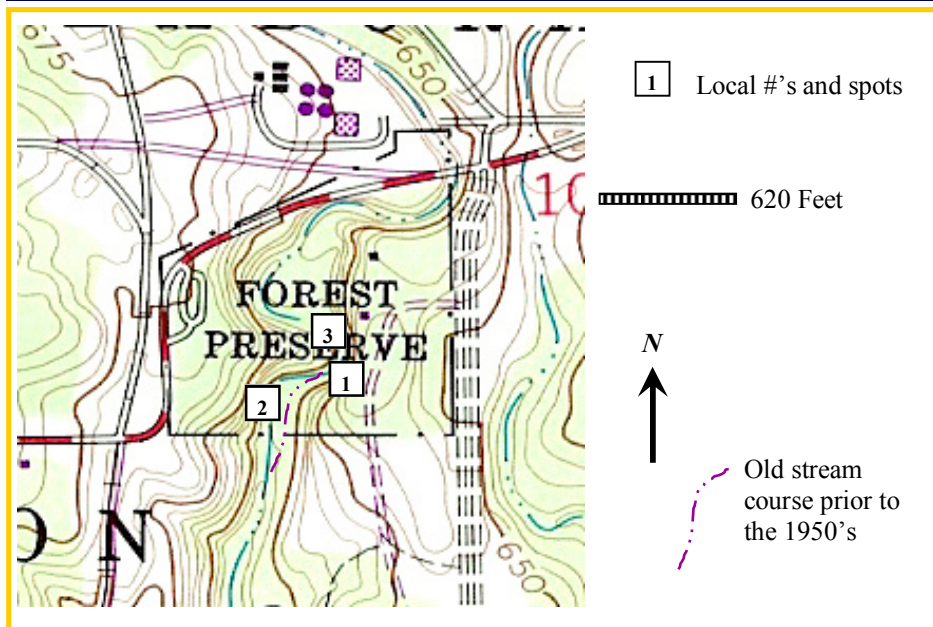 675
650
1 Local #'s and spots
620 Feet
10
FOREST
PRESERVE
3
1
2
N
Old stream
course prior to
the 1950's
O N
650